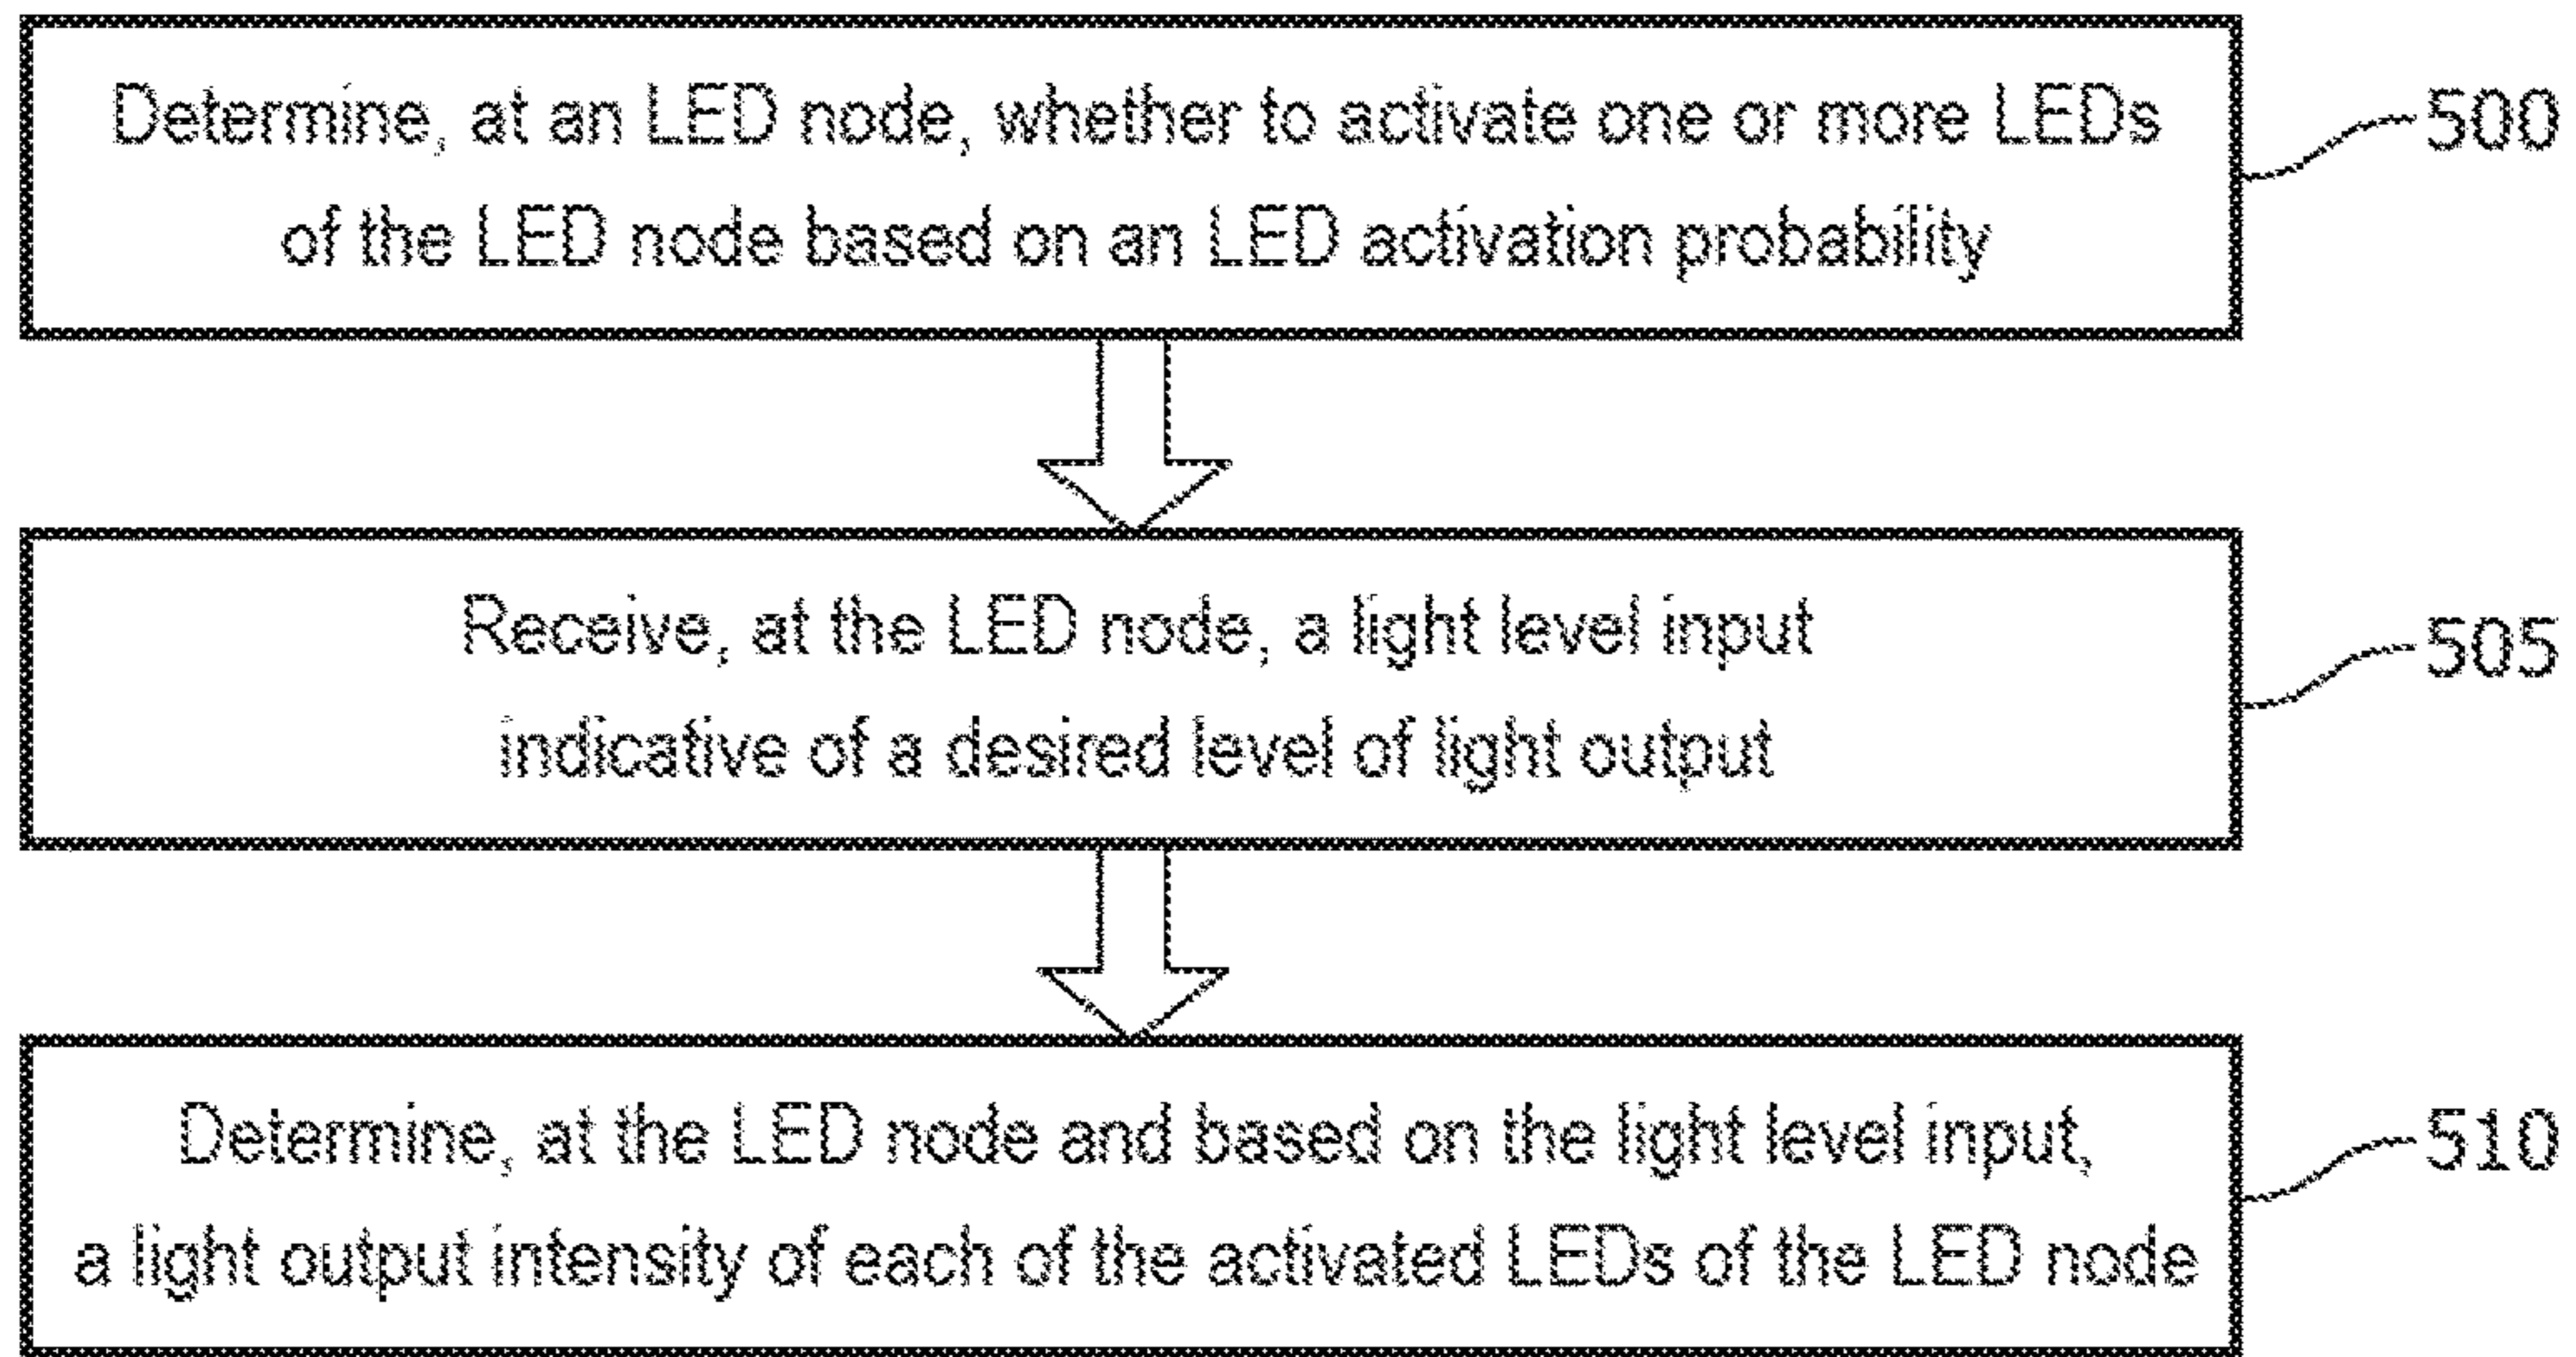 Determine, at an LED node, whether to activate one or more LEDs
of the LED node based on an LED activation probability
500
Receive, at the LED node, a light level input
indicative of a desired level of light output
505
Determine, at the LED node and based on the light level input,
a light output intensity of each of the activated LEDs of the LED node
510